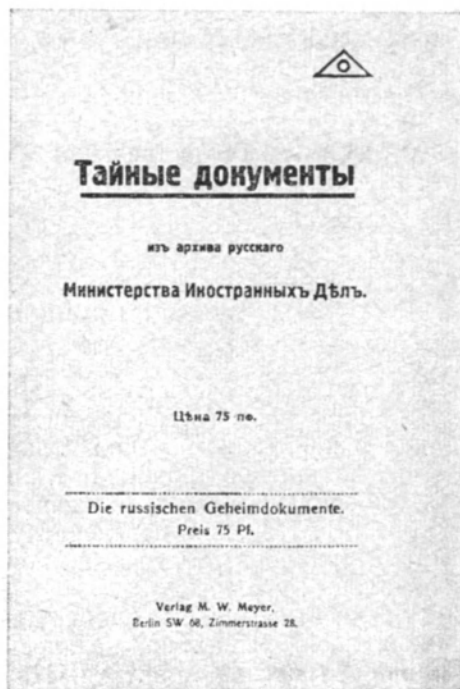 Тайные документы
изъ архива русскаго
Министерства Иностранныхъ Дѣлъ.
Цѣна 75 пф.
Die russischen Geheimdokumente.
Preis 75 Pf.
Verlag M. W. Meyer,
Berlin SW 68, Zimmerstrasse 28.